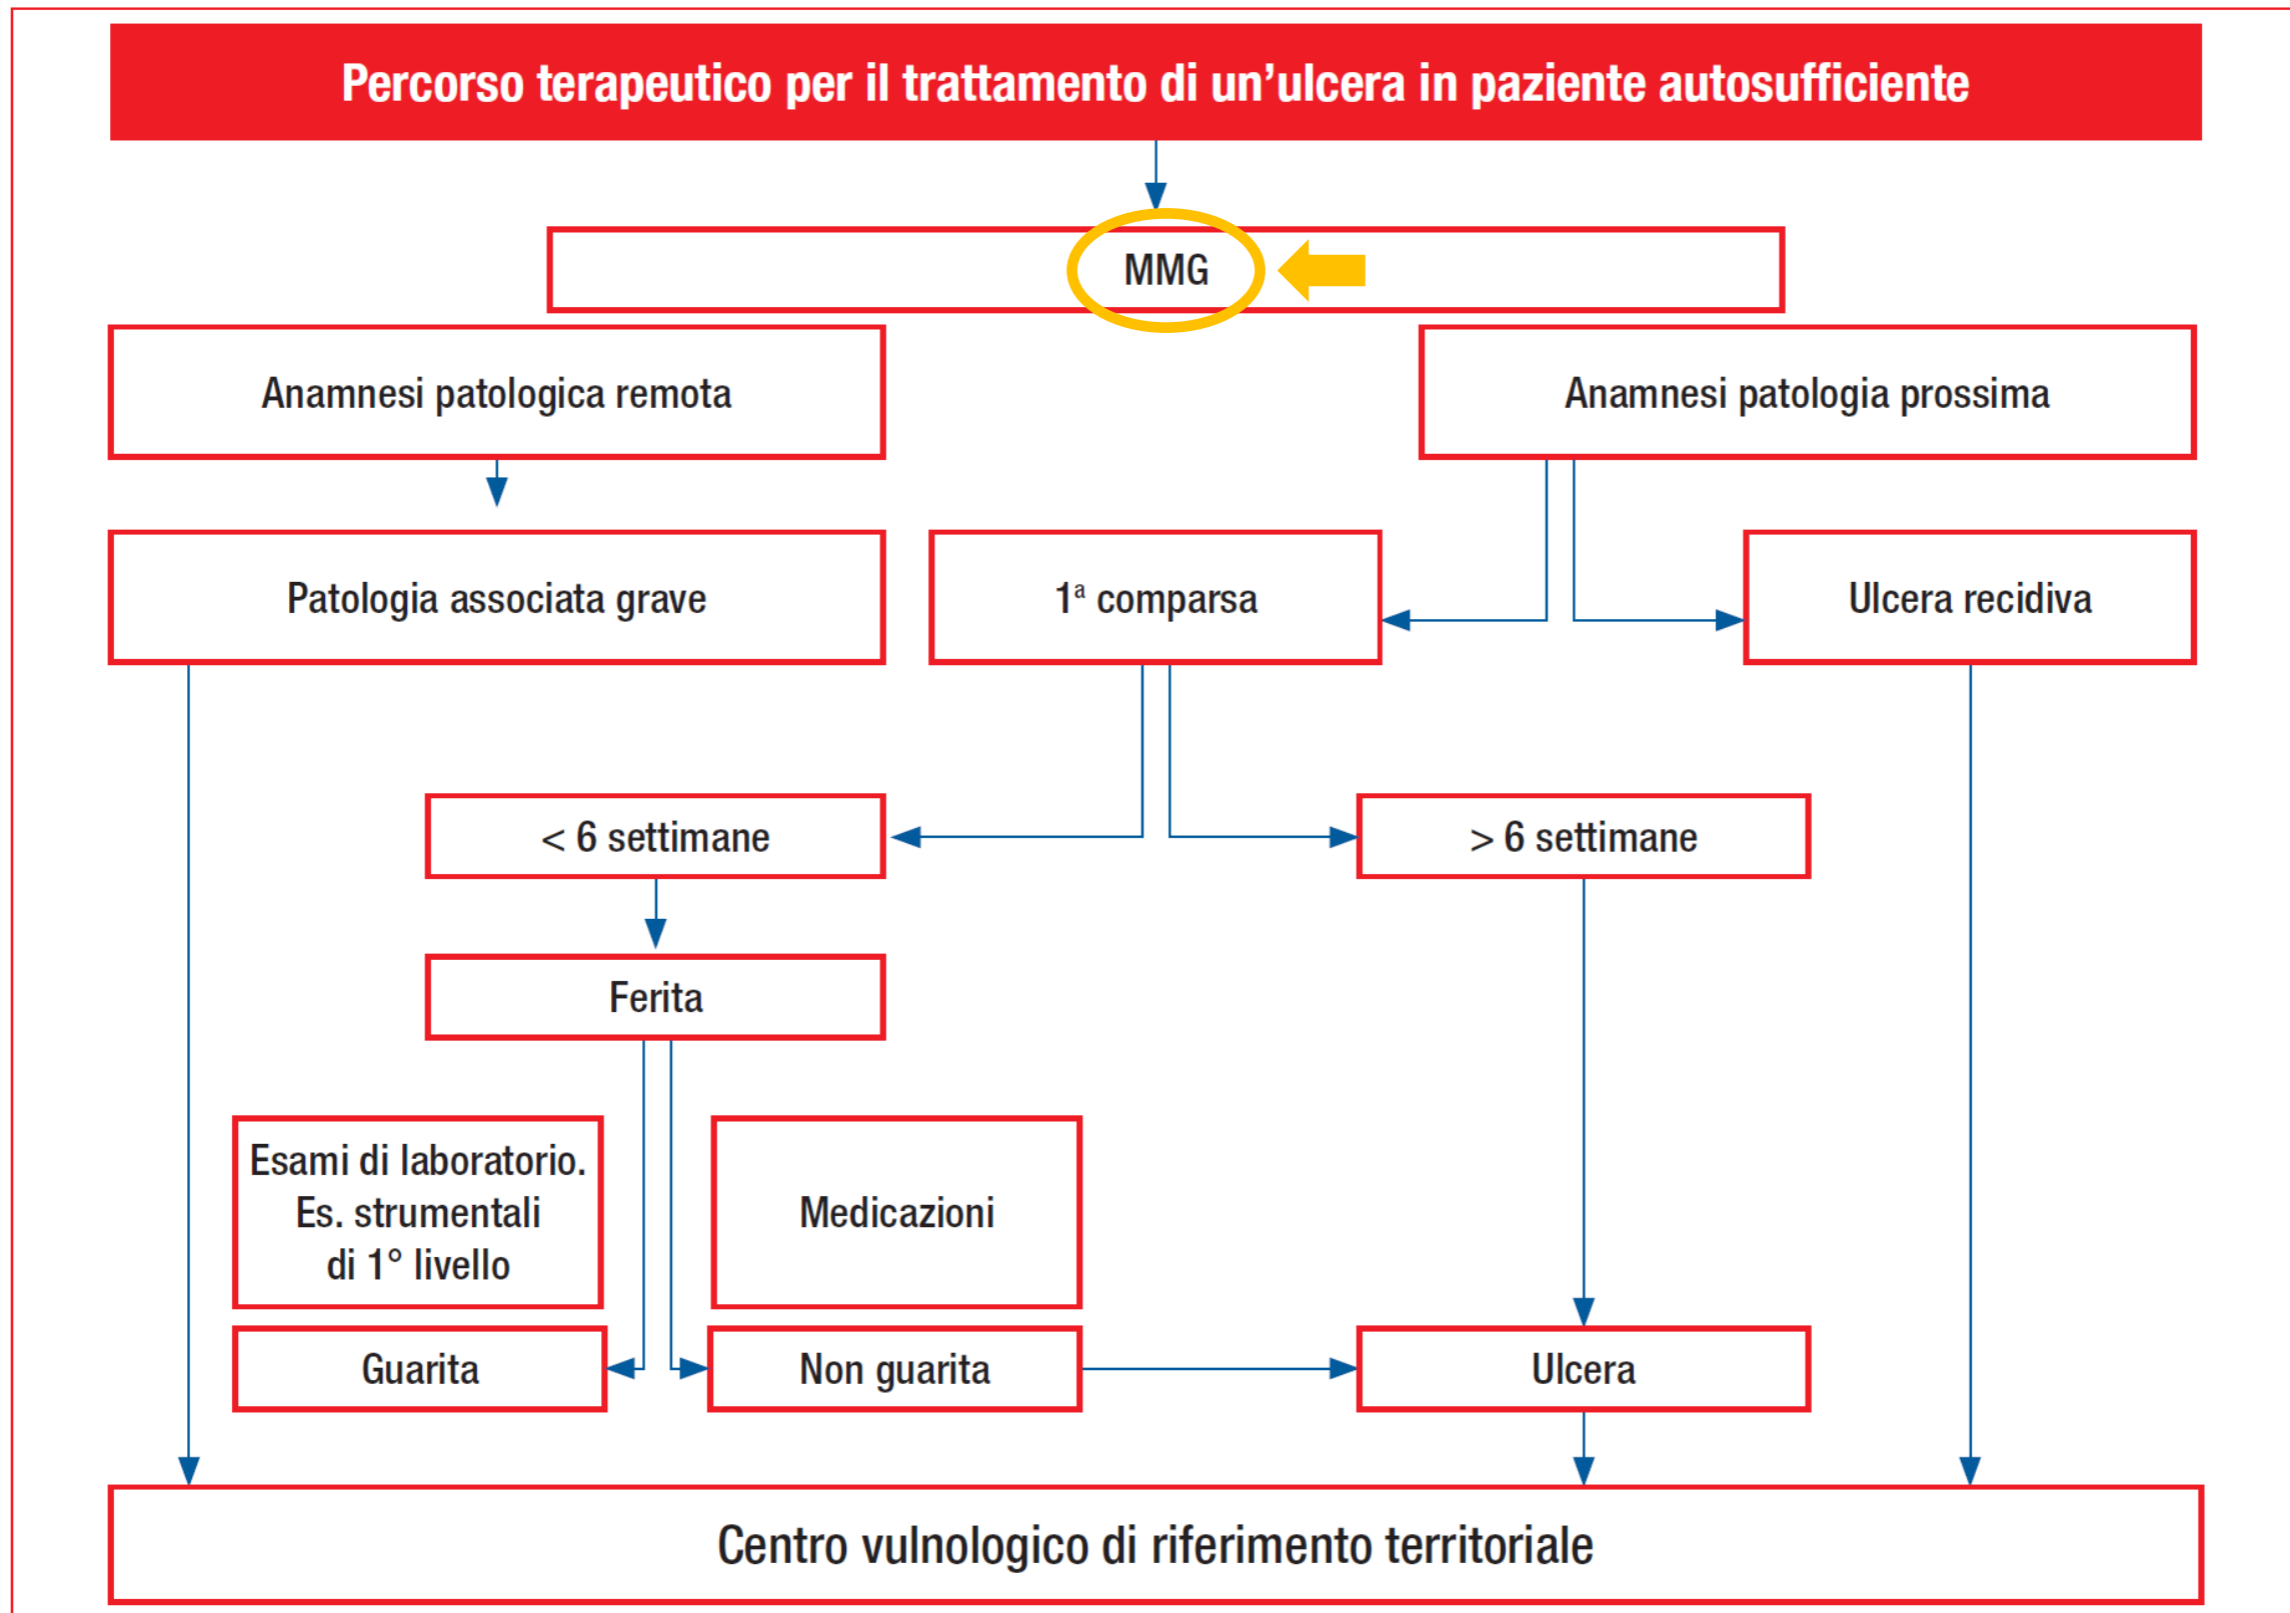 Percorso terapeutico per il trattamento di un’ulcera in paziente autosufficiente
MMG
Anamnesi patologica remota
Anamnesi patologia prossima
Patologia associata grave
1ª comparsa
Ulcera recidiva
< 6 settimane
> 6 settimane
Ferita
Esami di laboratorio.
Es. strumentali
di 1° livello
Medicazioni
Guarita
Non guarita
Ulcera
Centro vulnologico di riferimento territoriale